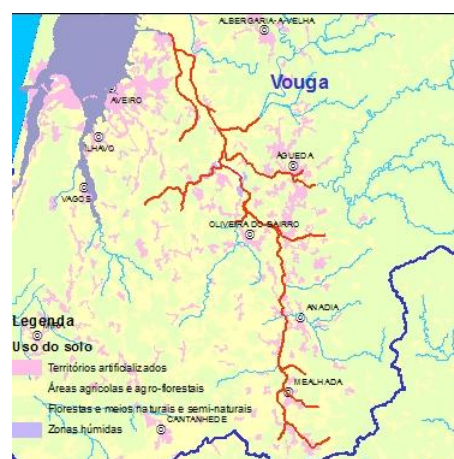 ALBERGARIA-A-VELHA
Vouga
AVEIRO
ILHAVO
ÁGUEDA
VAGOS
OLIVEIRA DO BAIRRO
ANADIA
Legenda
Uso do solo
Territórios artificializados
Áreas agrícolas e agro-florestais
MEALHADA
Florestas e meios naturais e semi-naturais
CANTANHEDE
Zonas húmidas